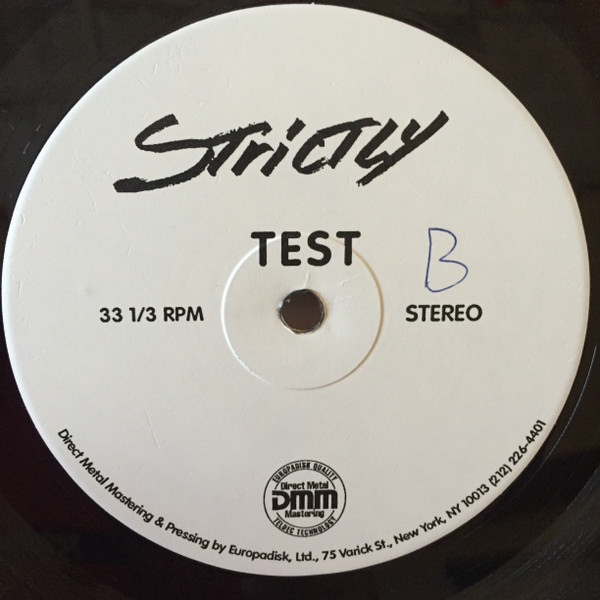 Strictly
TEST
B
33 1/3 RPM
STEREO
EUROPADISK QUALITY
Direct Metal
DMM
Mastering
TELDEC TECHNOLOGY
Direct Metal Mastering & Pressing by Europadisk, Ltd., 75 Varick St., New York, NY 10013 (212) 226-4401